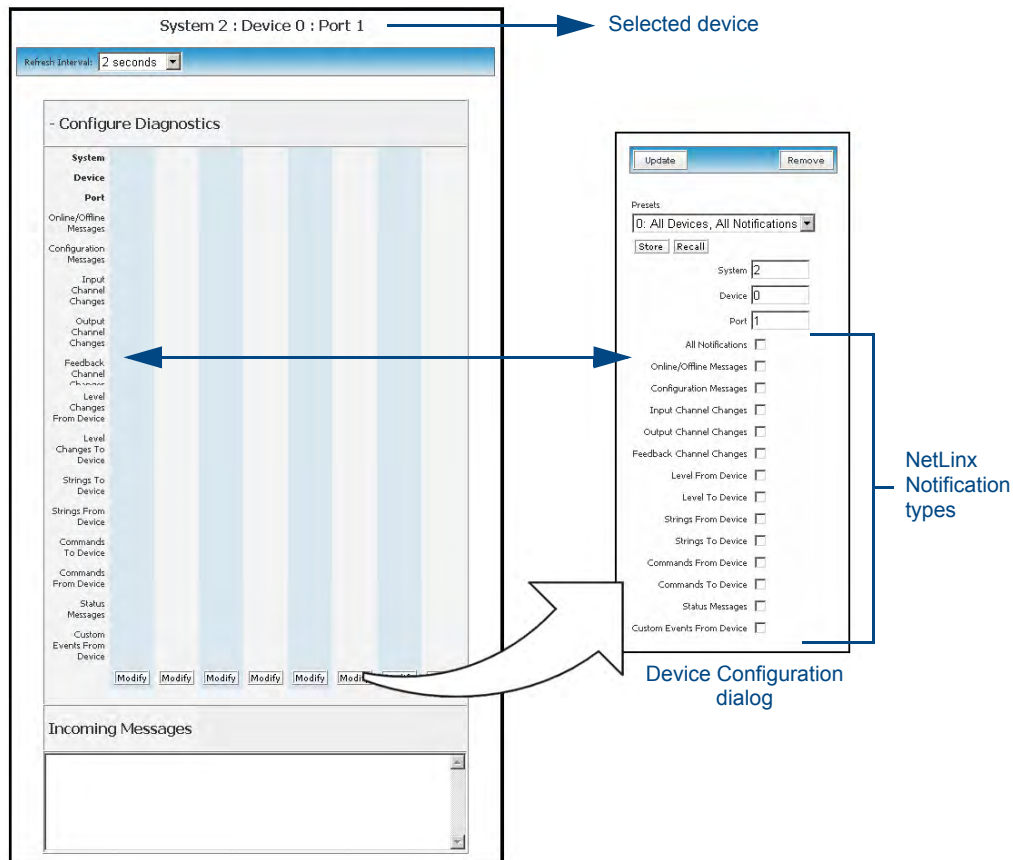 System 2 : Device 0 : Port 1
Selected device
Refresh Interval: 2 seconds
- Configure Diagnostics
System
Device
Port
Online/Offline
Messages
Configuration
Messages
Input
Channel
Changes
Output
Channel
Changes
Feedback
Channel
Changes
Level
Changes
From Device
Level
Changes To
Device
Strings To
Device
Strings From
Device
Commands
To Device
Commands
From Device
Status
Messages
Custom
Events From
Device
Modify Modify Modify Modify Modify
Incoming Messages
Update Remove
Presets
0: All Devices, All Notifications
Store Recall
System 2
Device 0
Port 1
All Notifications
Online/Offline Messages
Configuration Messages
Input Channel Changes
Output Channel Changes
Feedback Channel Changes
Level From Device
Level To Device
Strings From Device
Strings To Device
Commands From Device
Commands To Device
Status Messages
Custom Events From Device
NetLinx
Notification
types
Device Configuration
dialog